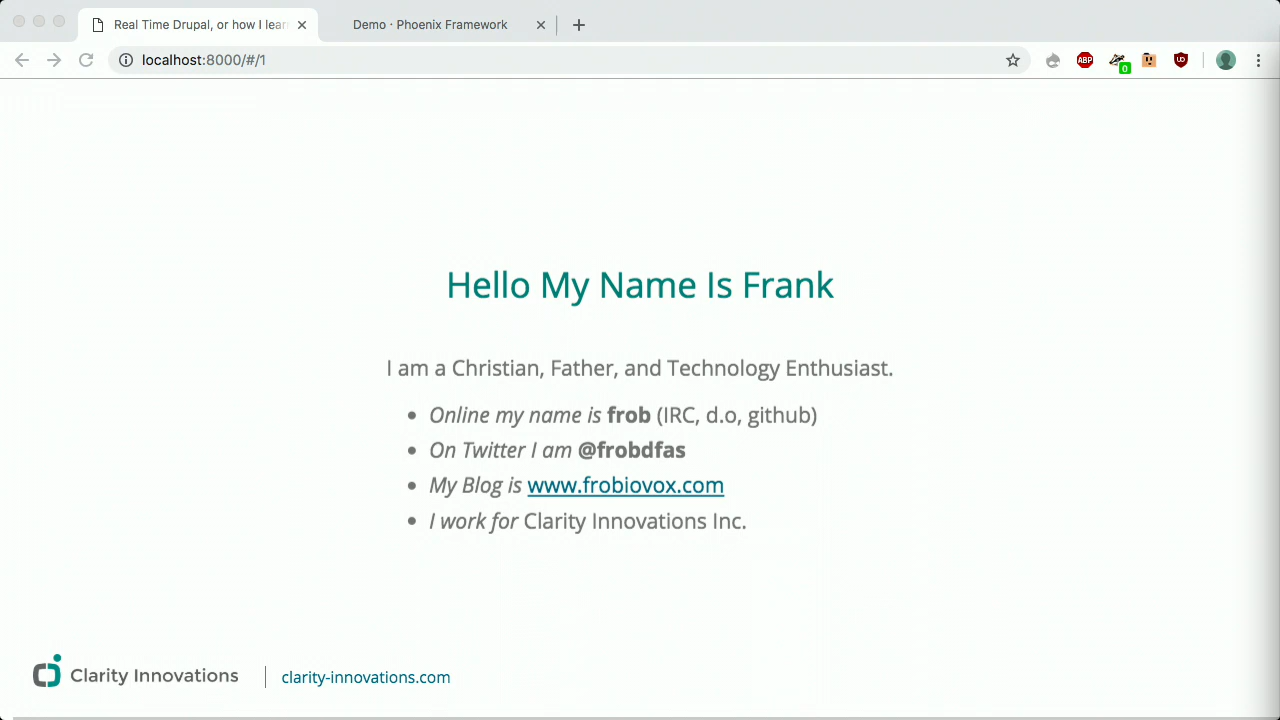 Real Time Drupal, or how I lear
Demo · Phoenix Framework
localhost:8000/#/1
ABP
0
Hello My Name Is Frank
I am a Christian, Father, and Technology Enthusiast.
Online my name is frob (IRC, d.o, github)
On Twitter I am @frobdfas
My Blog is www.frobiovox.com
I work for Clarity Innovations Inc.
Clarity Innovations
clarity-innovations.com